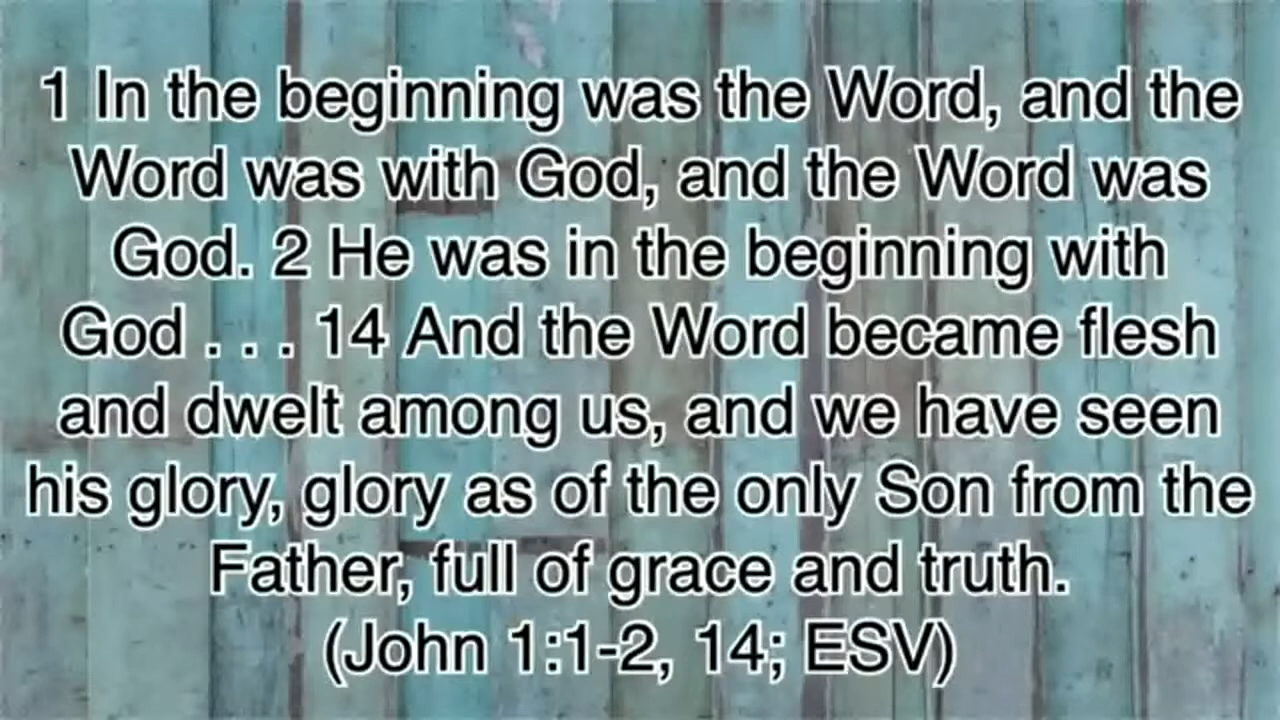 1 In the beginning was the Word, and the
Word was with God, and the Word was
God. 2 He was in the beginning with
God . . . 14 And the Word became flesh
and dwelt among us, and we have seen
his glory, glory as of the only Son from the
Father, full of grace and truth.
(John 1:1-2, 14; ESV)